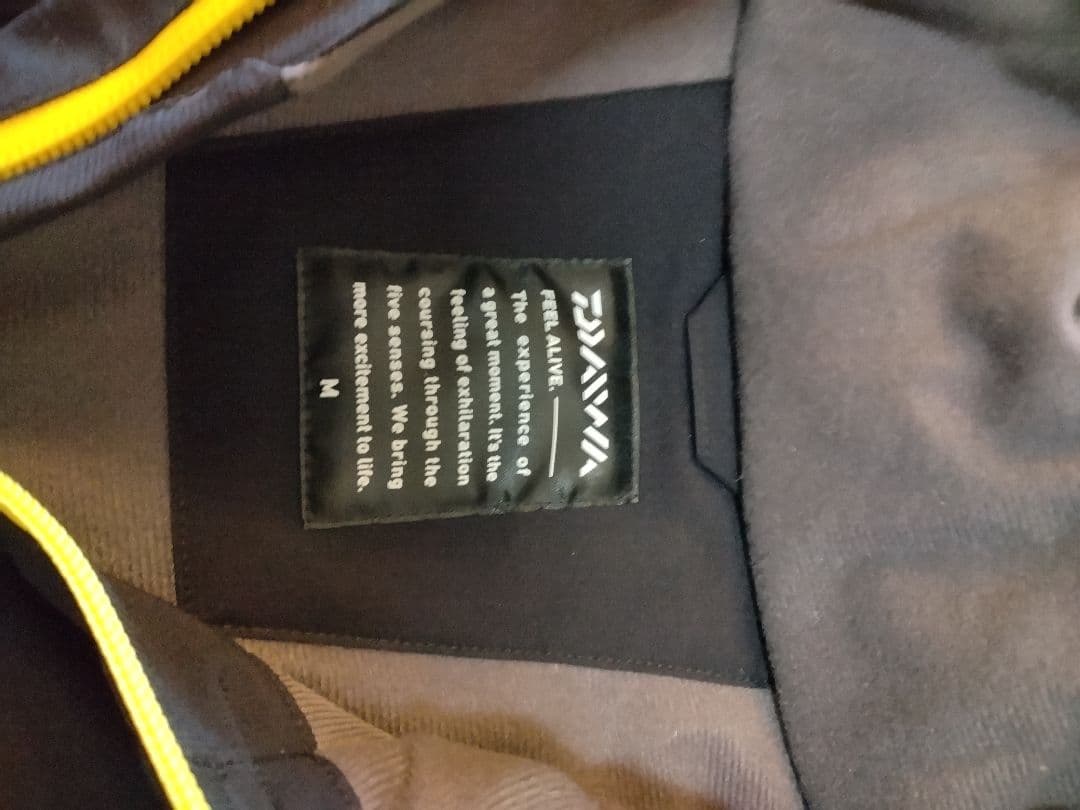 DAIWA
FEEL ALIVE.
The experience of
a great moment. It's the
feeling of exhilaration
coursing through the
five senses. We bring
more excitement to life.
M